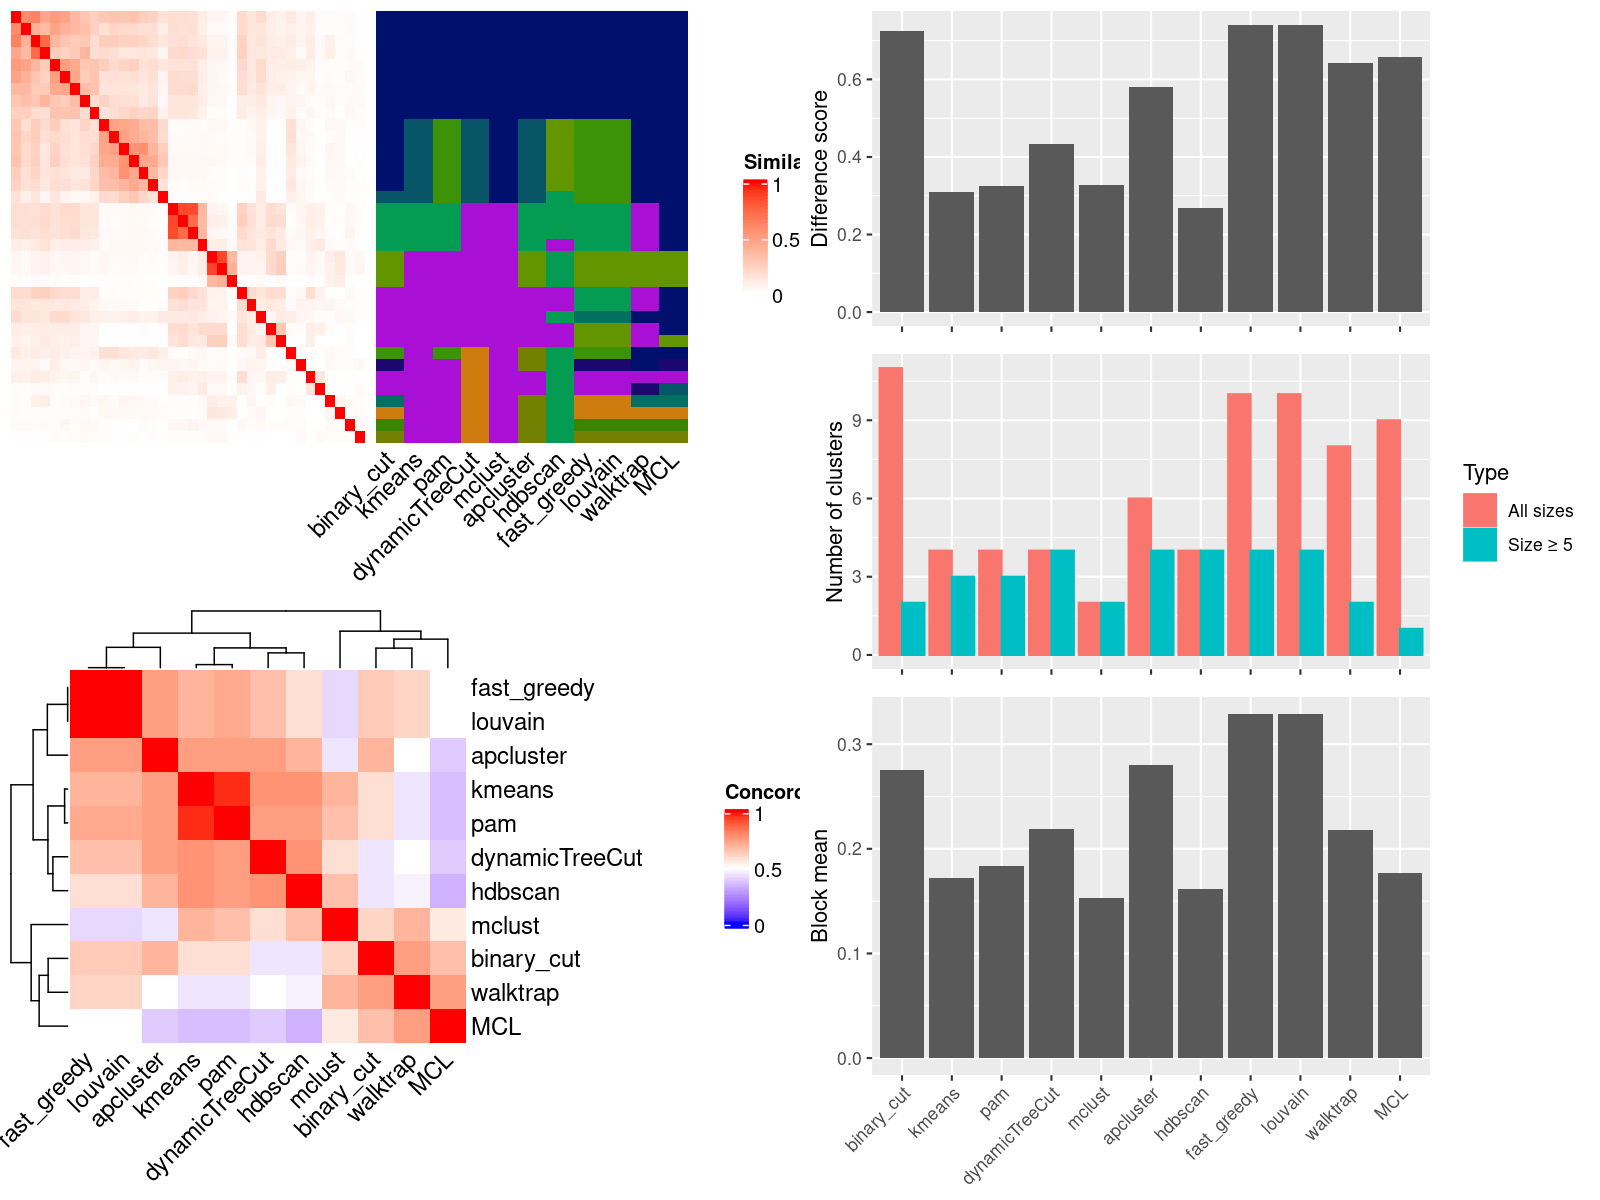 Simila
1
0.5
0
binary_cut
kmeans
pam
dynamicTreeCut
mclust
apcluster
hdbscan
fast_greedy
louvain
walktrap
MCL
fast_greedy
louvain
apcluster
kmeans
pam
dynamicTreeCut
hdbscan
mclust
binary_cut
walktrap
MCL
Concord
1
0.5
0
fast_greedy
louvain
apcluster
kmeans
pam
dynamicTreeCut
hdbscan
mclust
binary_cut
walktrap
MCL
Difference score
0.6
0.4
0.2
0.0
Number of clusters
9
6
3
0
Type
All sizes
Size ≥ 5
Block mean
0.3
0.2
0.1
0.0
binary_cut
kmeans
pam
dynamicTreeCut
mclust
apcluster
hdbscan
fast_greedy
louvain
walktrap
MCL